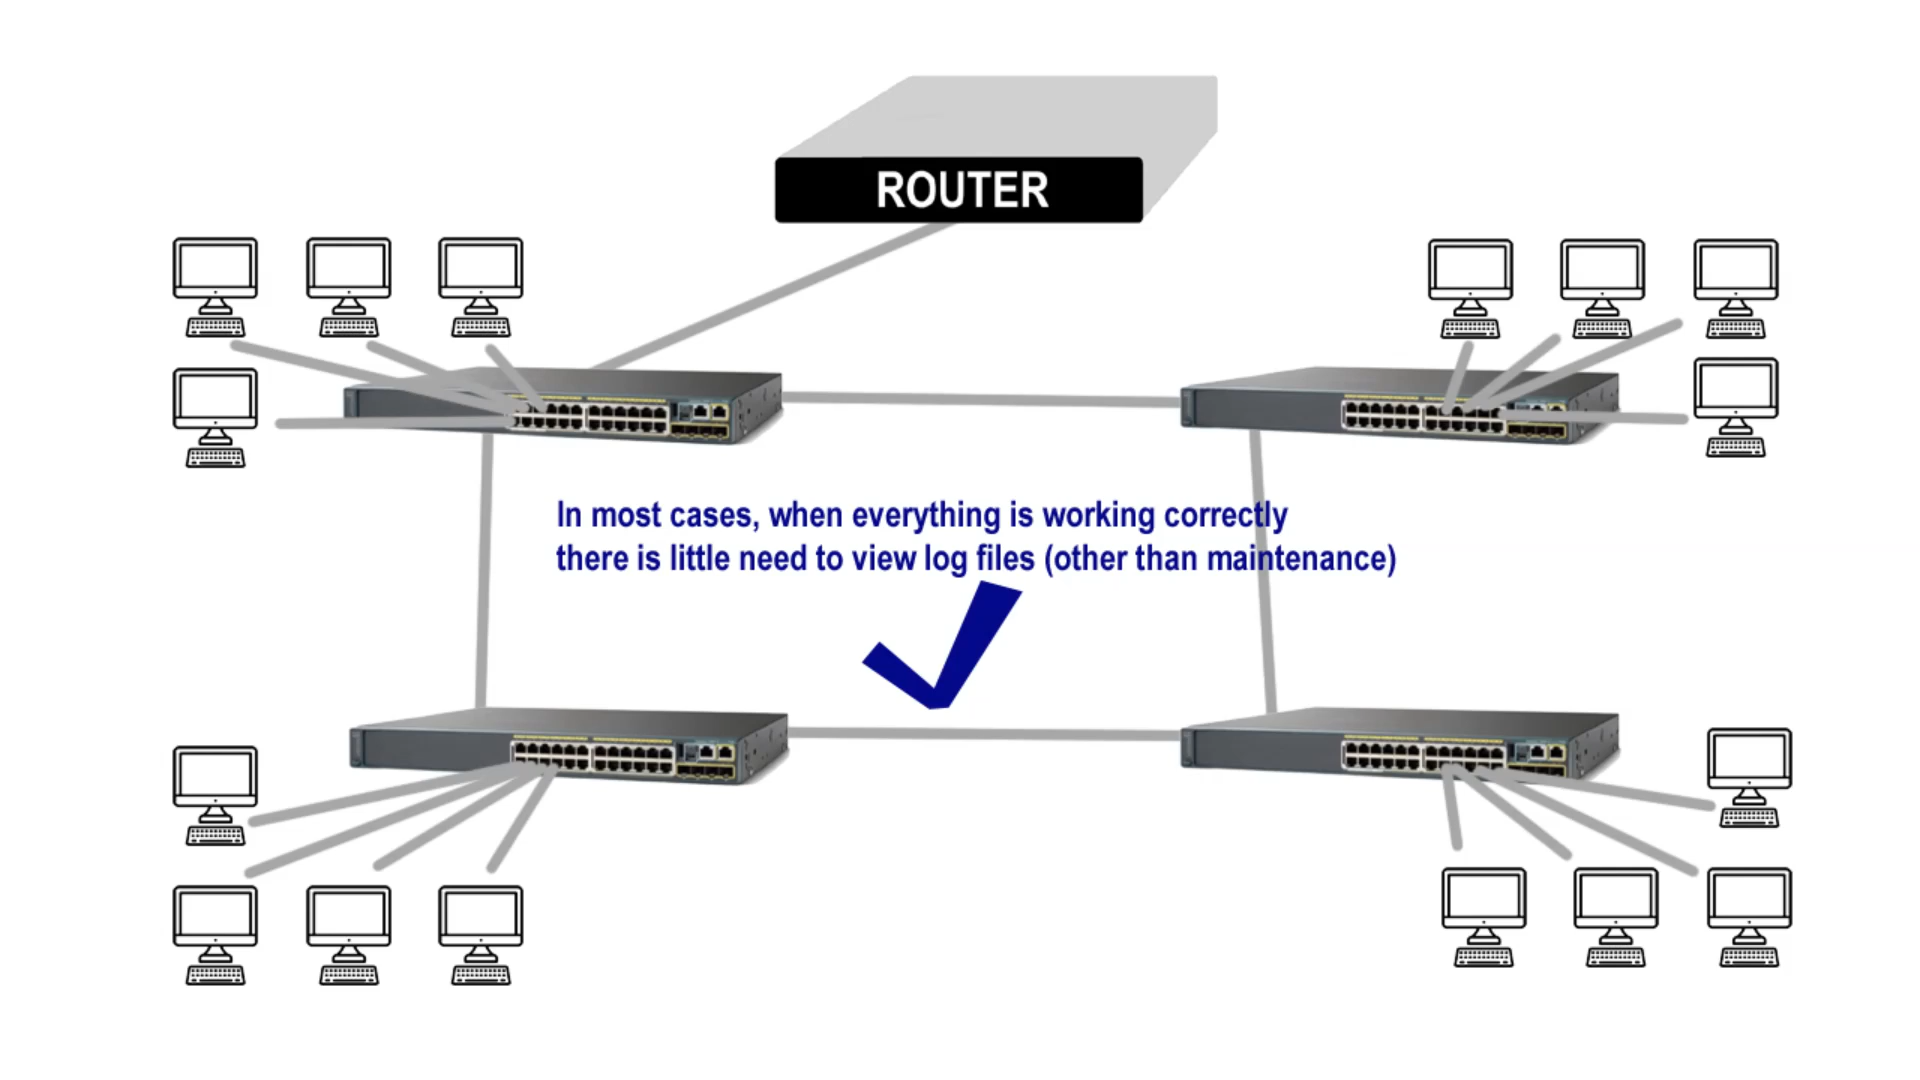 ROUTER
In most cases, when everything is working correctly
there is little need to view log files (other than maintenance)